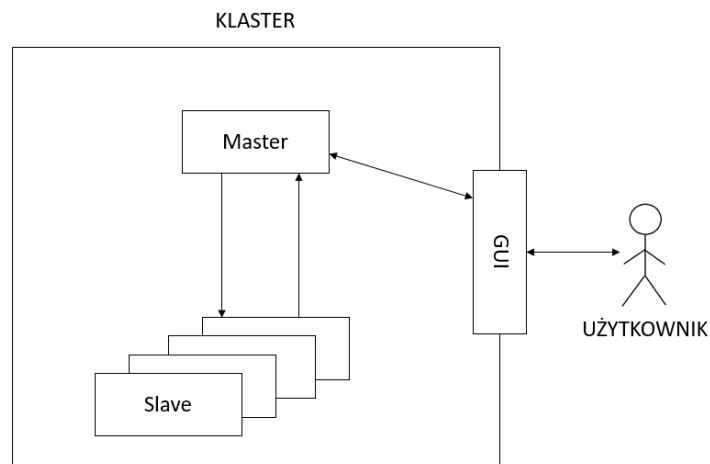 KLASTER
Master
GUI
UŻYTKOWNIK
Slave